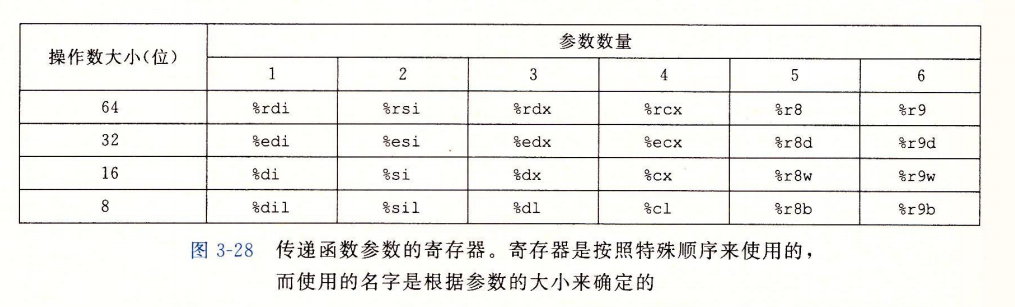 操作数大小(位) 参数数量
1 2 3 4 5 6
64 %rdi %rsi %rdx %rcx %r8 %r9
32 %edi %esi %edx %ecx %r8d %r9d
16 %di %si %dx %cx %r8w %r9w
8 %dil %sil %dl %cl %r8b %r9b
图 3-28 传递函数参数的寄存器。寄存器是按照特殊顺序来使用的，
而使用的名字是根据参数的大小来确定的